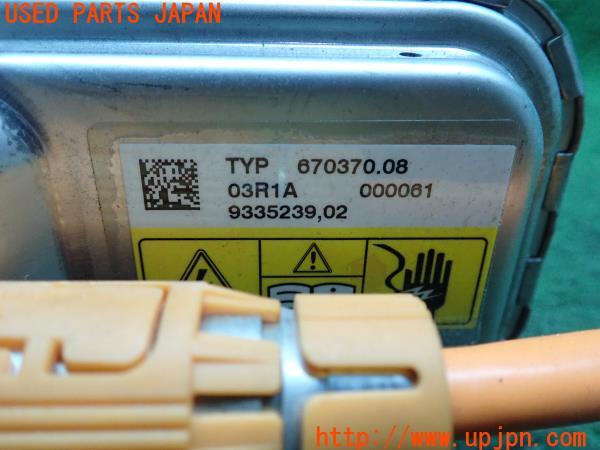 USED PARTS JAPAN
TYP 670370.08
03R1A 000061
9335239,02
http://www.upjpn.com/